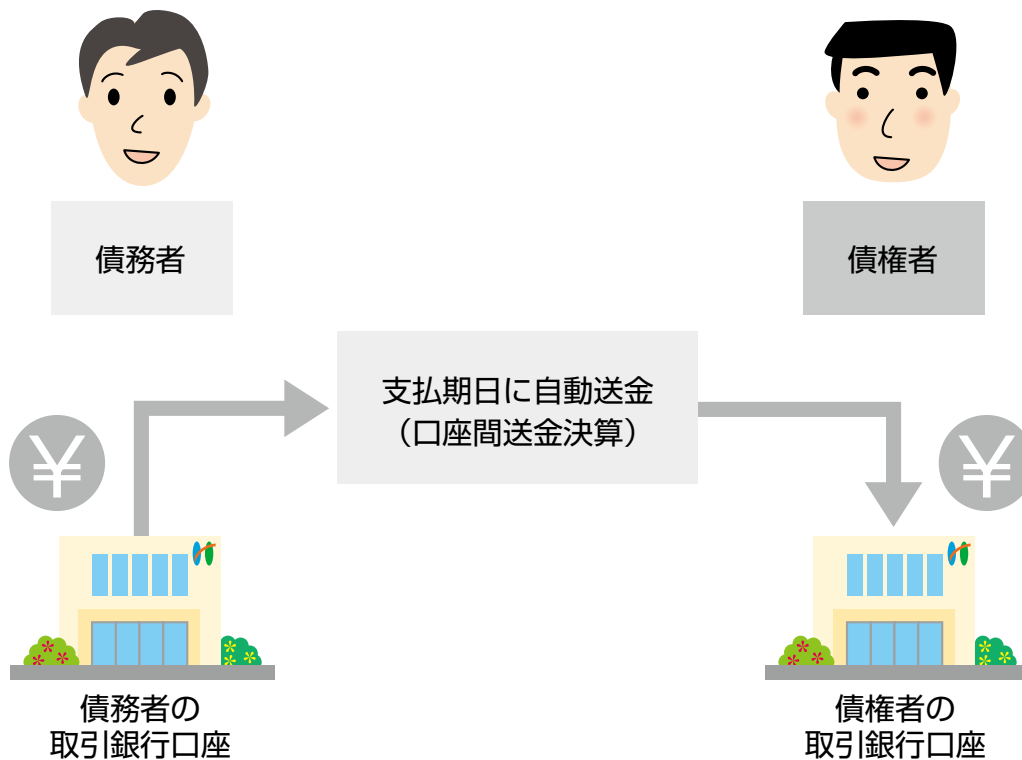 債務者
債権者
支払期日に自動送金
（口座間送金決算）
¥
¥
債務者の
取引銀行口座
債権者の
取引銀行口座